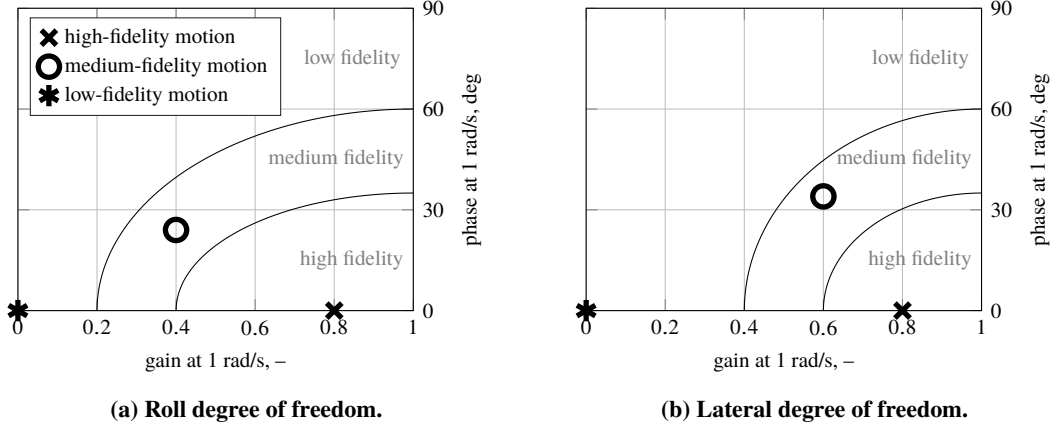 high-fidelity motion
medium-fidelity motion
low-fidelity motion
low fidelity
medium fidelity
high fidelity
90
60
30
0
phase at 1 rad/s, deg
0 0.2 0.4 0.6 0.8 1
gain at 1 rad/s, –
(a) Roll degree of freedom.
low fidelity
medium fidelity
high fidelity
90
60
30
0
phase at 1 rad/s, deg
0 0.2 0.4 0.6 0.8 1
gain at 1 rad/s, –
(b) Lateral degree of freedom.